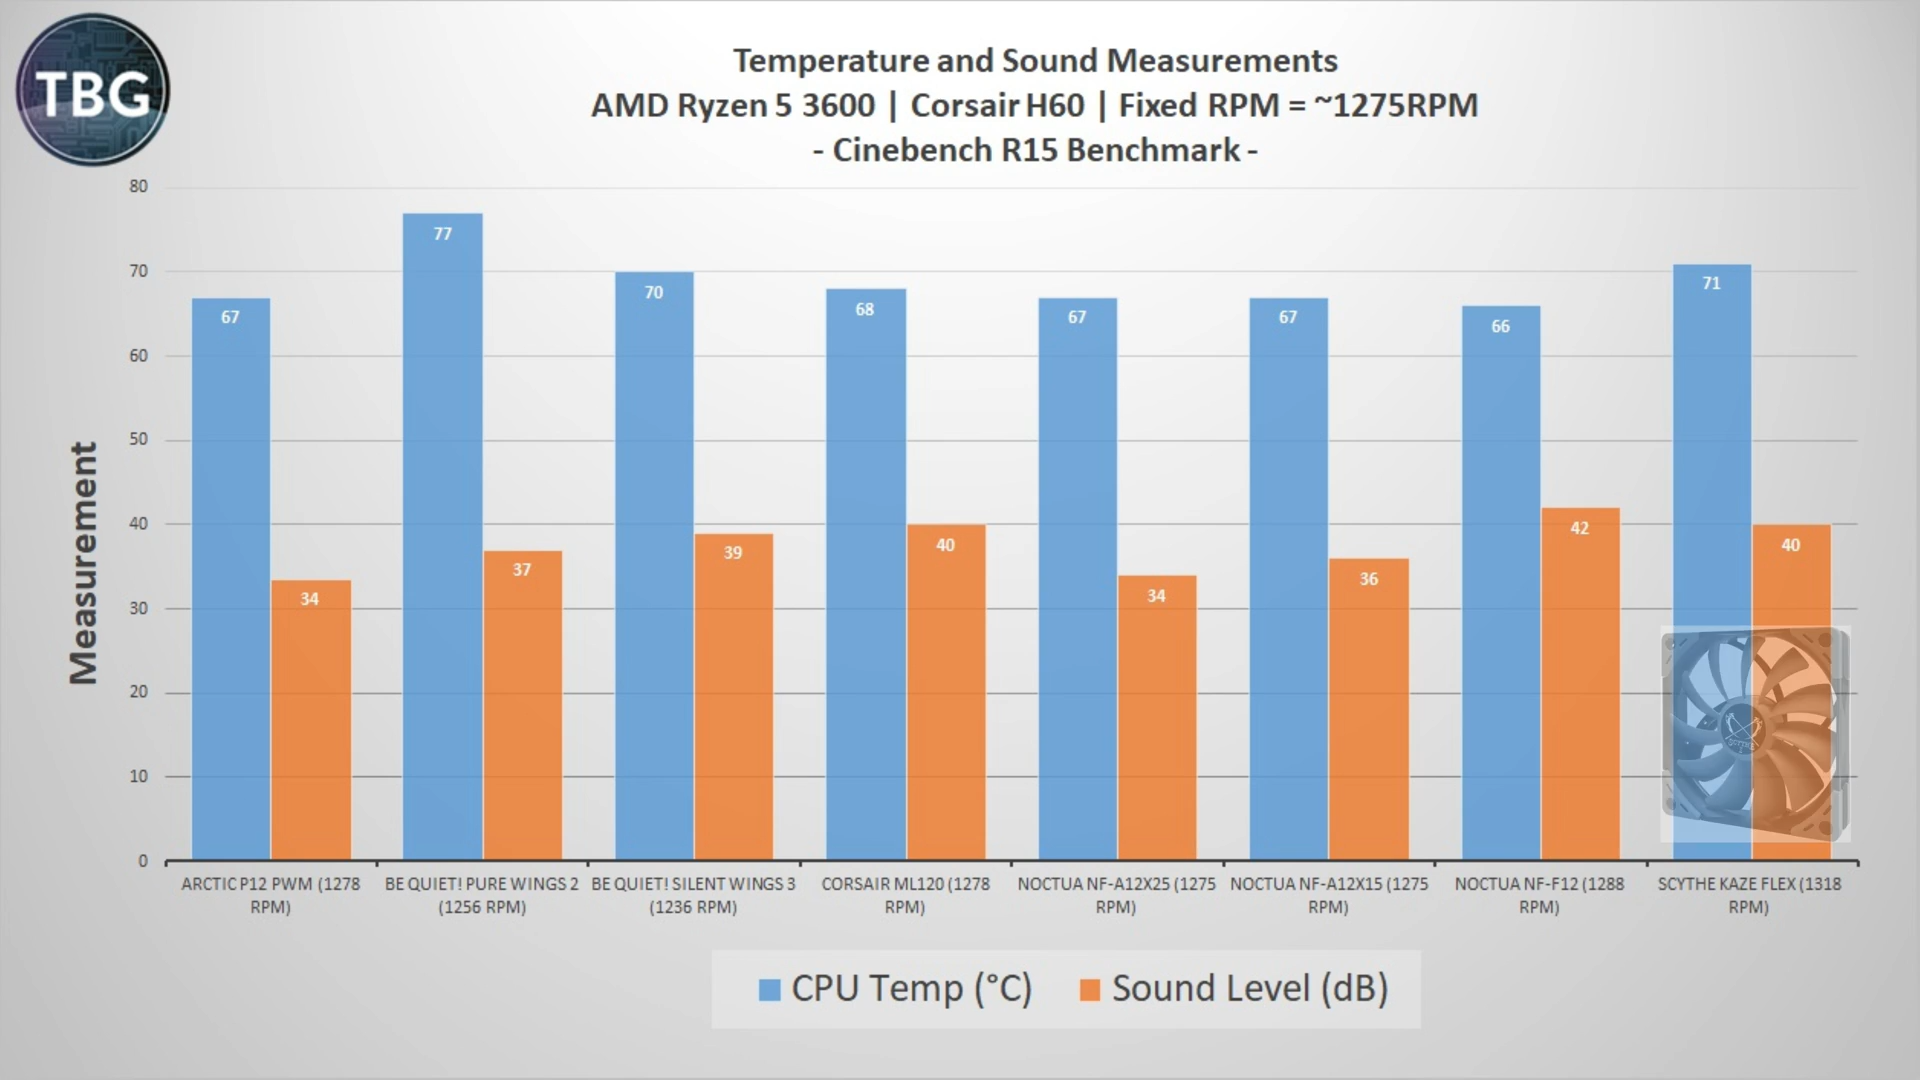 TBG
Temperature and Sound Measurements
AMD Ryzen 5 3600 | Corsair H60 | Fixed RPM = ~1275RPM
- Cinebench R15 Benchmark -
Measurement
80
70
60
50
40
30
20
10
0
67
34
77
37
70
39
68
40
67
34
67
36
66
42
71
40
ARCTIC P12 PWM (1278
RPM)
BE QUIET! PURE WINGS 2
(1256 RPM)
BE QUIET! SILENT WINGS 3
(1236 RPM)
CORSAIR ML120 (1278
RPM)
NOCTUA NF-A12X25 (1275
RPM)
NOCTUA NF-A12X15 (1275
RPM)
NOCTUA NF-F12 (1288
RPM)
SCYTHE KAZE FLEX (1318
RPM)
CPU Temp (°C)
Sound Level (dB)